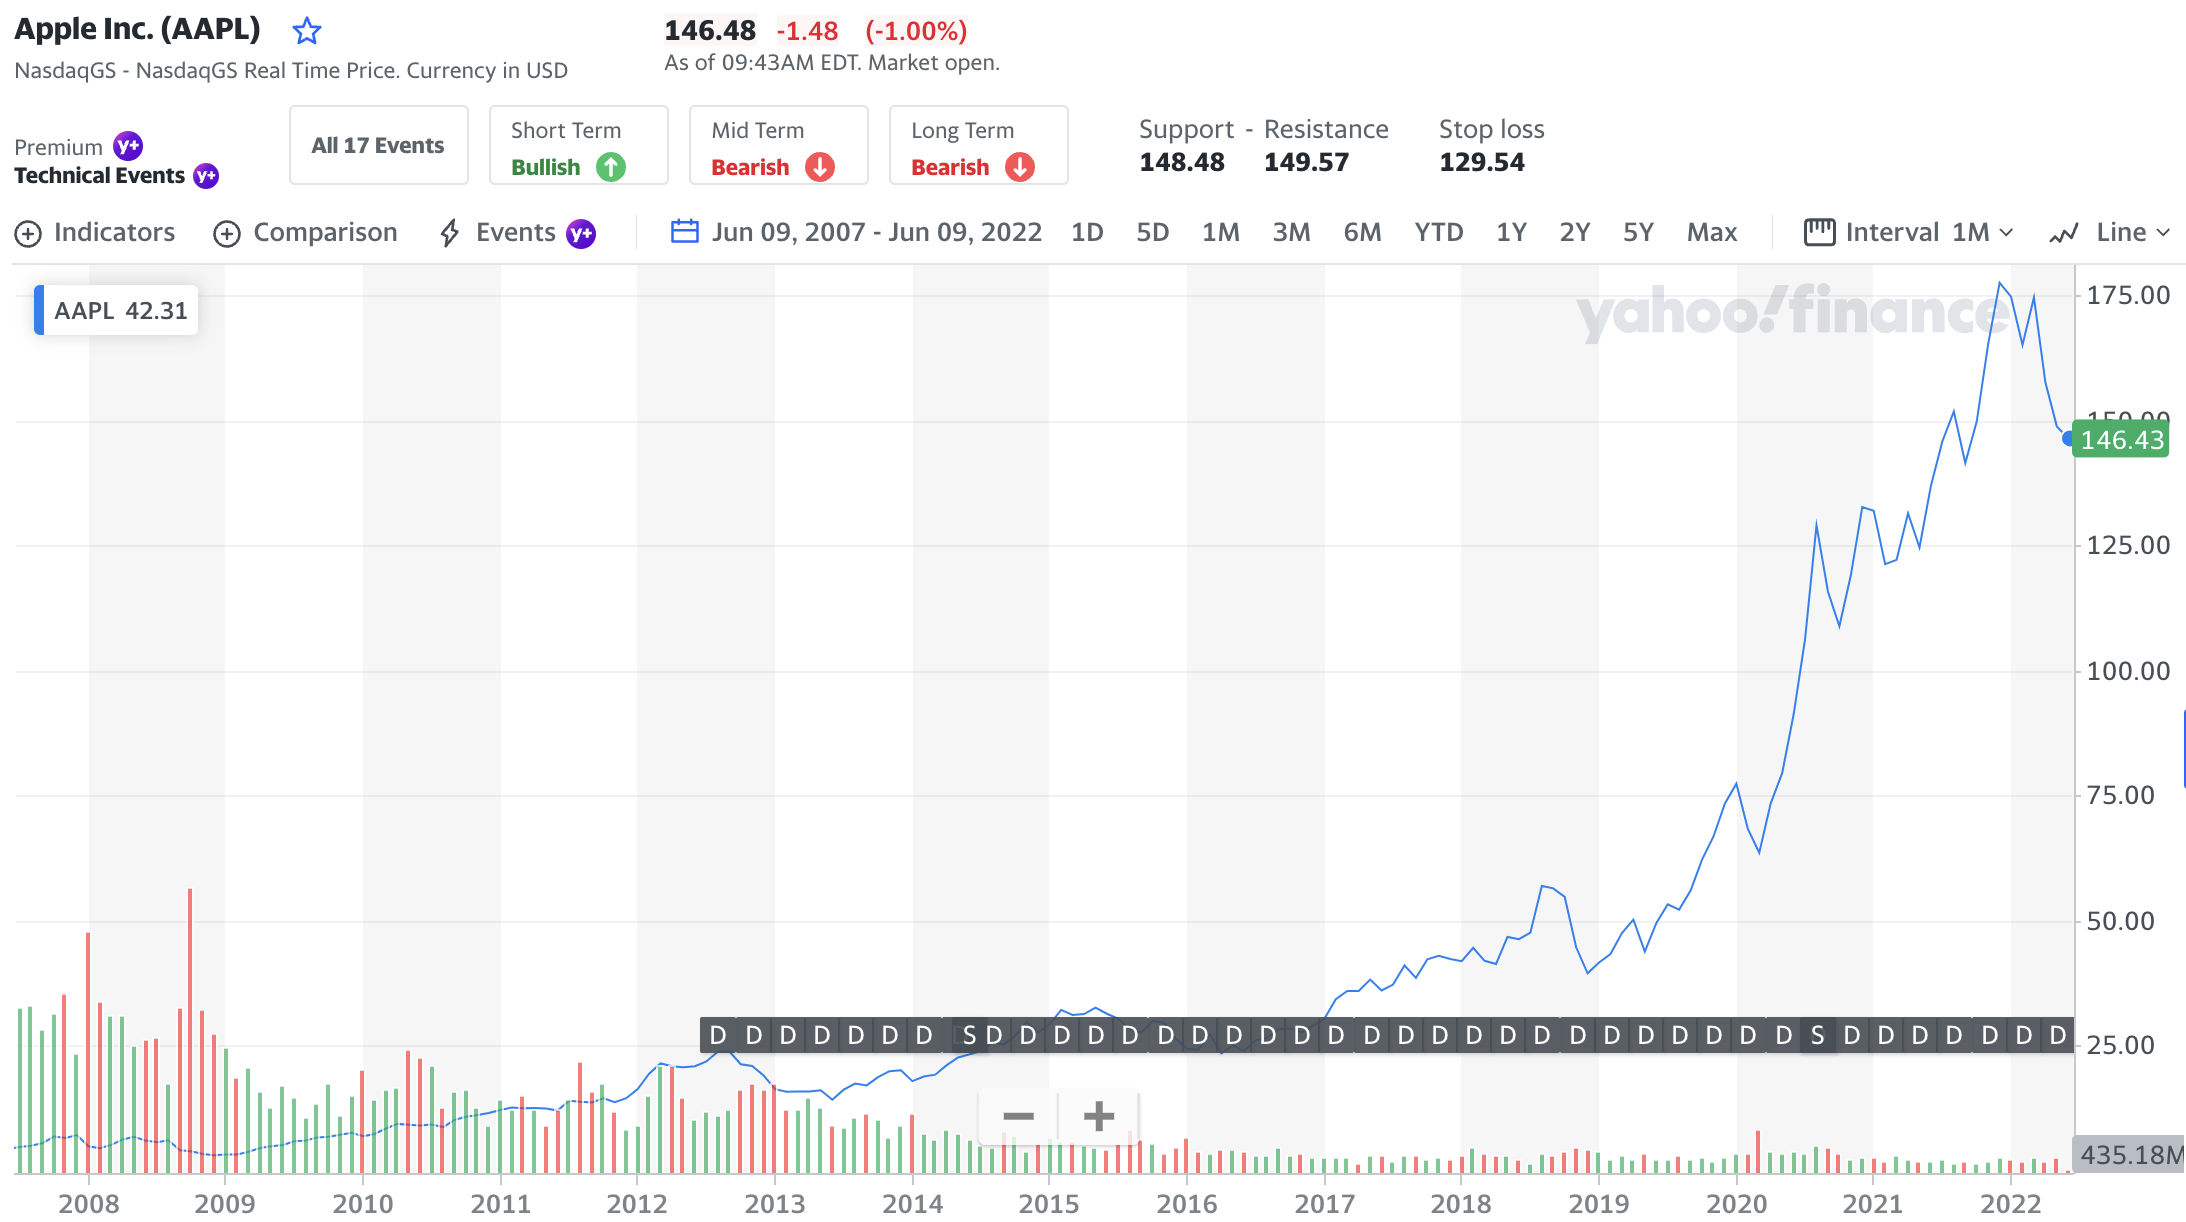 Apple Inc. (AAPL)
146.48 -1.48 (-1.00%)
NasdaqGS - NasdaqGS Real Time Price. Currency in USD
As of 09:43AM EDT. Market open.
Premium y+
Technical Events y+
All 17 Events
Short Term
Bullish
Mid Term
Bearish
Long Term
Bearish
Support - Resistance
148.48 149.57
Stop loss
129.54
Indicators Comparison Events y+ Jun 09, 2007 - Jun 09, 2022 1D 5D 1M 3M 6M YTD 1Y 2Y 5Y Max Interval 1M Line
AAPL 42.31
yahoo!finance
175.00
150.00
146.43
125.00
100.00
75.00
50.00
D D D D D D D D S D D D D D D D D D D D D D D D D D D D D D D D D S D D D D D D D
25.00
435.18M
2008 2009 2010 2011 2012 2013 2014 2015 2016 2017 2018 2019 2020 2021 2022